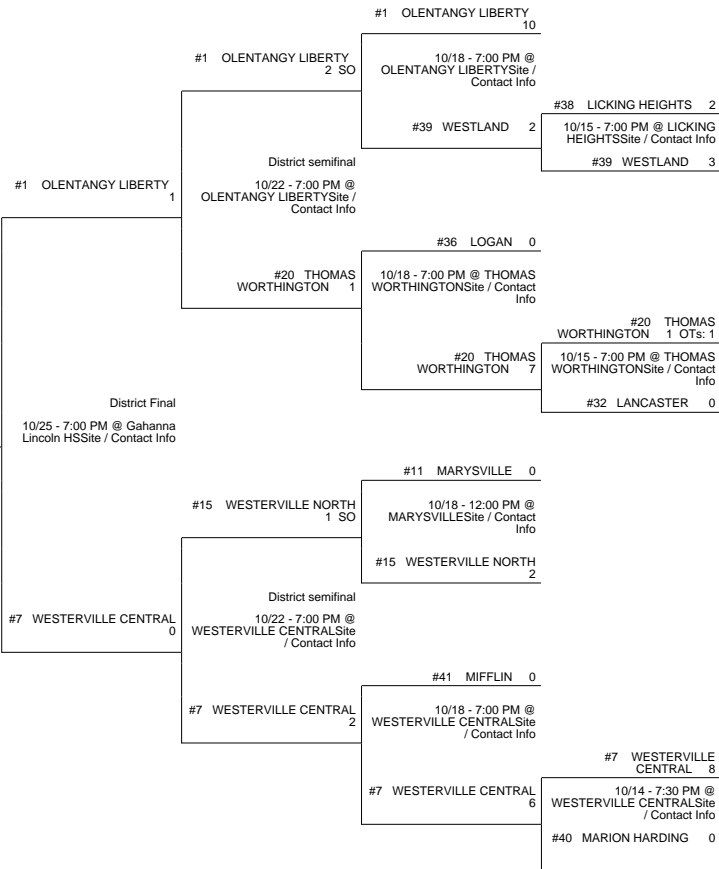 #1 OLENTANGY LIBERTY
10
10/18 - 7:00 PM @
OLENTANGY LIBERTYSite /
Contact Info
#1 OLENTANGY LIBERTY
2 SO
#39 WESTLAND 2
#38 LICKING HEIGHTS 2
10/15 - 7:00 PM @ LICKING
HEIGHTSSite / Contact Info
#39 WESTLAND 3
District semifinal
10/22 - 7:00 PM @
OLENTANGY LIBERTYSite /
Contact Info
#1 OLENTANGY LIBERTY
1
#36 LOGAN 0
10/18 - 7:00 PM @ THOMAS
WORTHINGTONSite / Contact
Info
#20 THOMAS
WORTHINGTON 1
#20 THOMAS
WORTHINGTON 7
#20 THOMAS
WORTHINGTON 1 OTs: 1
10/15 - 7:00 PM @ THOMAS
WORTHINGTONSite / Contact
Info
#32 LANCASTER 0
District Final
10/25 - 7:00 PM @ Gahanna
Lincoln HSSite / Contact Info
#11 MARYSVILLE 0
10/18 - 12:00 PM @
MARYSVILLESite / Contact
Info
#15 WESTERVILLE NORTH
1 SO
#15 WESTERVILLE NORTH
2
District semifinal
10/22 - 7:00 PM @
WESTERVILLE CENTRALSite
/ Contact Info
#7 WESTERVILLE CENTRAL
0
#41 MIFFLIN 0
10/18 - 7:00 PM @
WESTERVILLE CENTRALSite
/ Contact Info
#7 WESTERVILLE CENTRAL
2
#7 WESTERVILLE CENTRAL
6
#7 WESTERVILLE
CENTRAL 8
10/14 - 7:30 PM @
WESTERVILLE CENTRALSite
/ Contact Info
#40 MARION HARDING 0